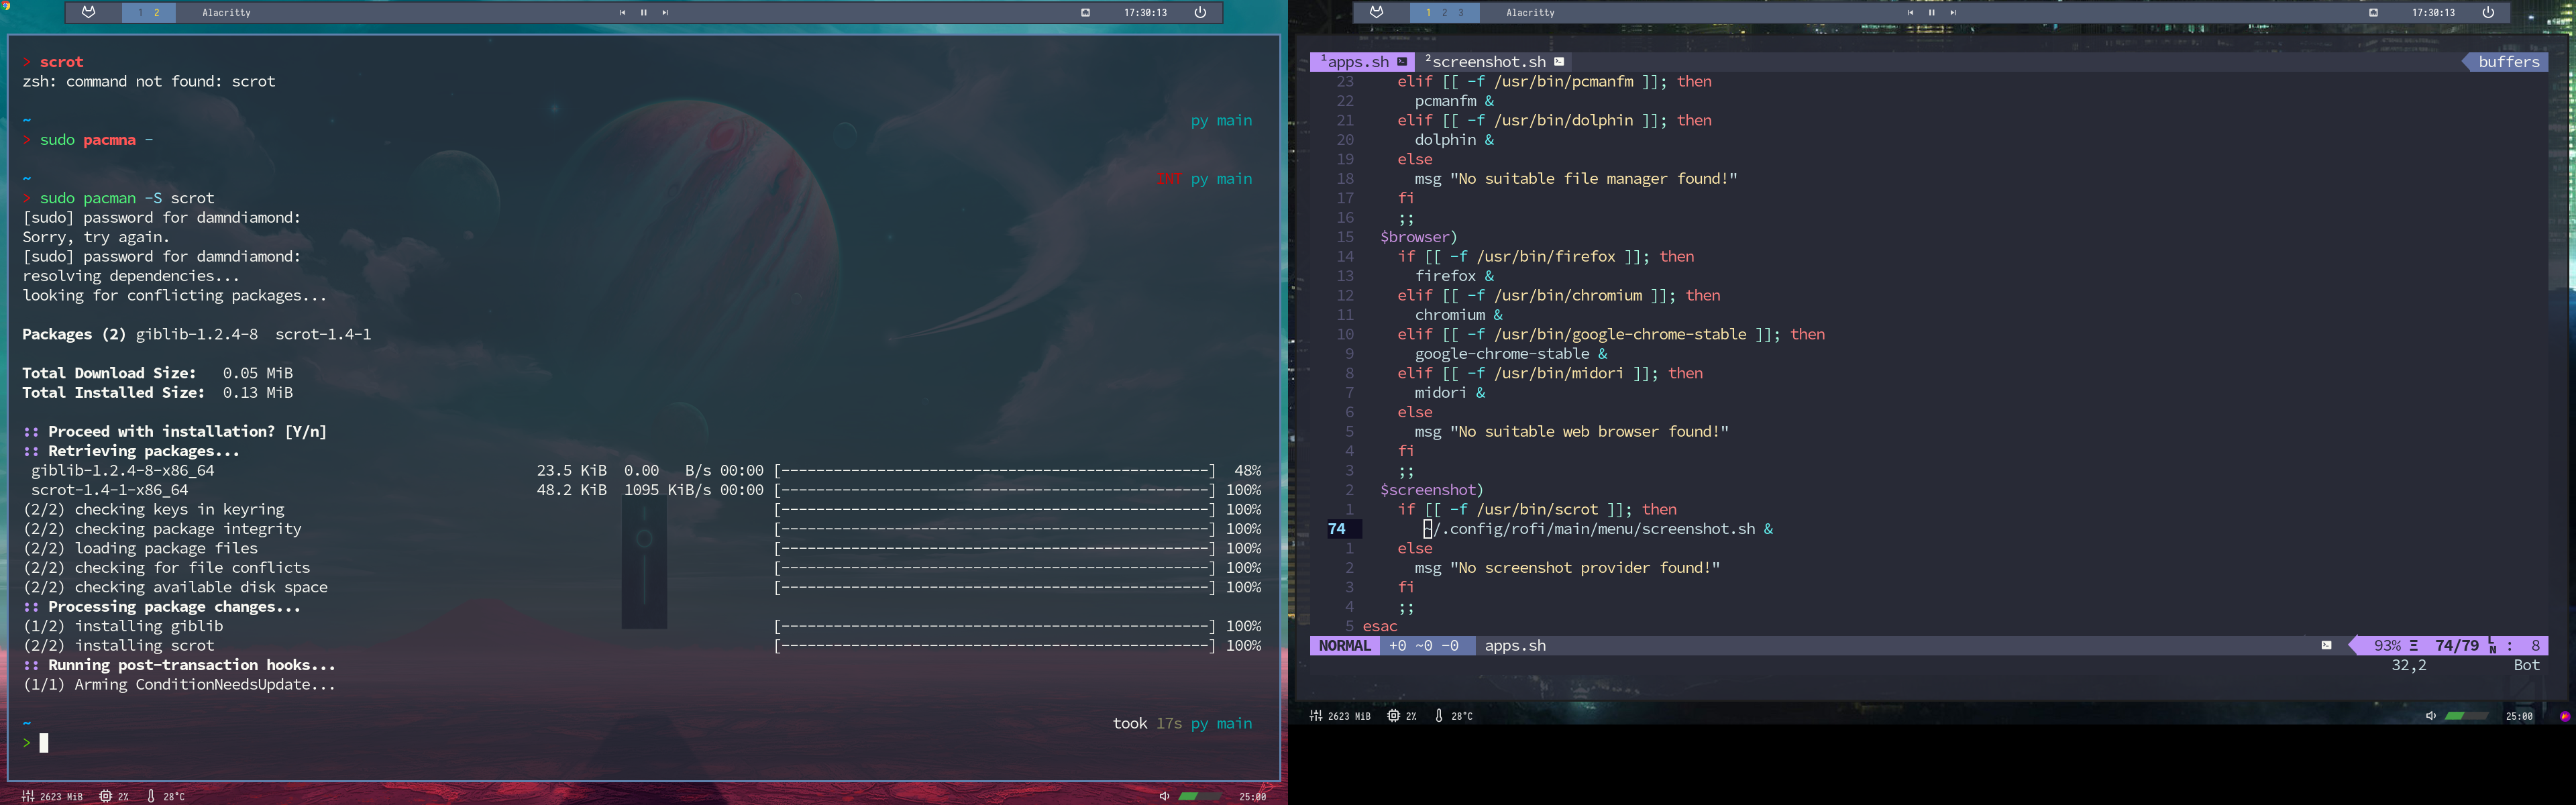 1 2 Alacritty 17:30:13
> scrot
zsh: command not found: scrot
~ py main
> sudo pacmna -
~ INT py main
> sudo pacman -S scrot
[sudo] password for damndiamond:
Sorry, try again.
[sudo] password for damndiamond:
resolving dependencies...
looking for conflicting packages...
Packages (2) giblib-1.2.4-8  scrot-1.4-1
Total Download Size:   0.05 MiB
Total Installed Size:  0.13 MiB
:: Proceed with installation? [Y/n]
:: Retrieving packages...
giblib-1.2.4-8-x86_64 23.5 KiB  0.00   B/s 00:00 [-------------------------------------------------] 48%
scrot-1.4-1-x86_64 48.2 KiB  1095 KiB/s 00:00 [-------------------------------------------------] 100%
(2/2) checking keys in keyring [-------------------------------------------------] 100%
(2/2) checking package integrity [-------------------------------------------------] 100%
(2/2) loading package files [-------------------------------------------------] 100%
(2/2) checking for file conflicts [-------------------------------------------------] 100%
(2/2) checking available disk space [-------------------------------------------------] 100%
:: Processing package changes...
(1/2) installing giblib [-------------------------------------------------] 100%
(2/2) installing scrot [-------------------------------------------------] 100%
:: Running post-transaction hooks...
(1/1) Arming ConditionNeedsUpdate...
~ took 17s py main
>
2623 MiB 2% 28°C 25:00
1 2 3 Alacritty 17:30:13
1apps.sh 2screenshot.sh buffers
23 elif [[ -f /usr/bin/pcmanfm ]]; then
22 pcmanfm &
21 elif [[ -f /usr/bin/dolphin ]]; then
20 dolphin &
19 else
18 msg "No suitable file manager found!"
17 fi
16 ;;
15 $browser)
14 if [[ -f /usr/bin/firefox ]]; then
13 firefox &
12 elif [[ -f /usr/bin/chromium ]]; then
11 chromium &
10 elif [[ -f /usr/bin/google-chrome-stable ]]; then
9 google-chrome-stable &
8 elif [[ -f /usr/bin/midori ]]; then
7 midori &
6 else
5 msg "No suitable web browser found!"
4 fi
3 ;;
2 $screenshot)
1 if [[ -f /usr/bin/scrot ]]; then
74 ~/.config/rofi/main/menu/screenshot.sh &
1 else
2 msg "No screenshot provider found!"
3 fi
4 ;;
5 esac
NORMAL +0 ~0 -0 apps.sh 93% Ξ 74/79 LN : 8
32,2 Bot
2623 MiB 2% 28°C 25:00